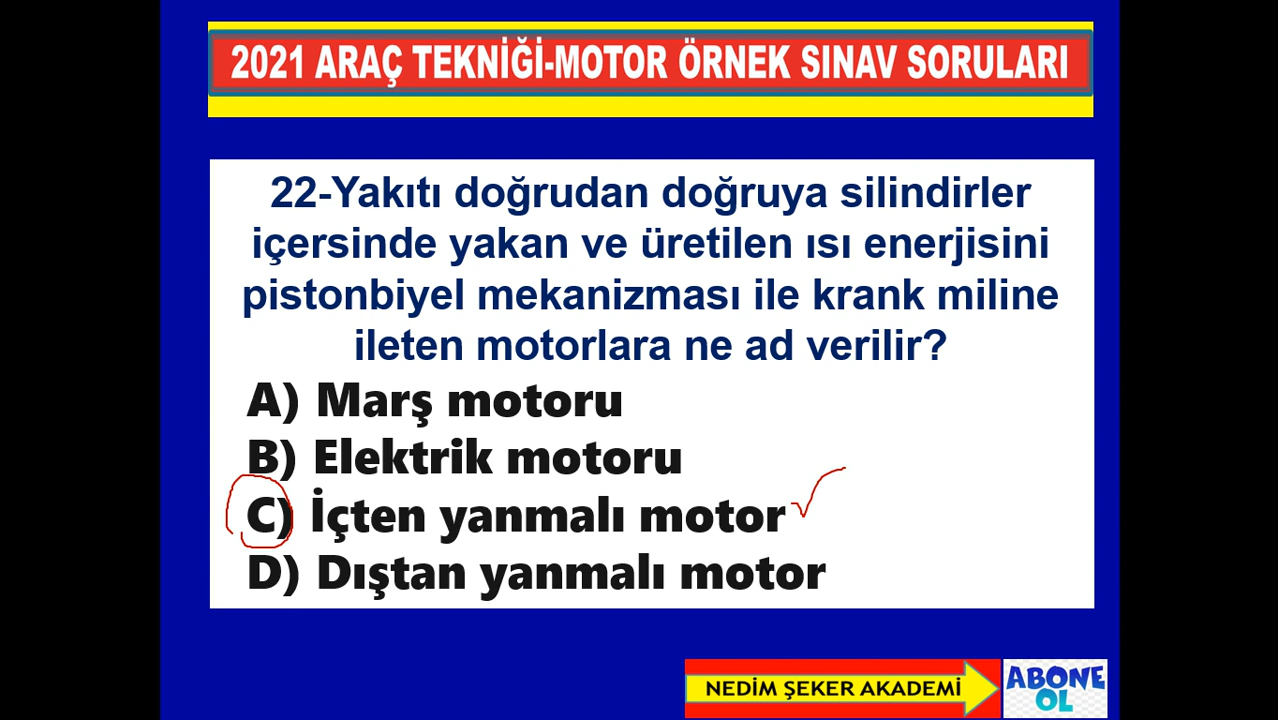 2021 ARAÇ TEKNİĞİ-MOTOR ÖRNEK SINAV SORULARI
22-Yakıtı doğrudan doğruya silindirler
içersinde yakan ve üretilen ısı enerjisini
pistonbiyel mekanizması ile krank miline
ileten motorlara ne ad verilir?
A) Marş motoru
B) Elektrik motoru
C) İçten yanmalı motor
D) Dıştan yanmalı motor
NEDİM ŞEKER AKADEMİ
ABONE
OL